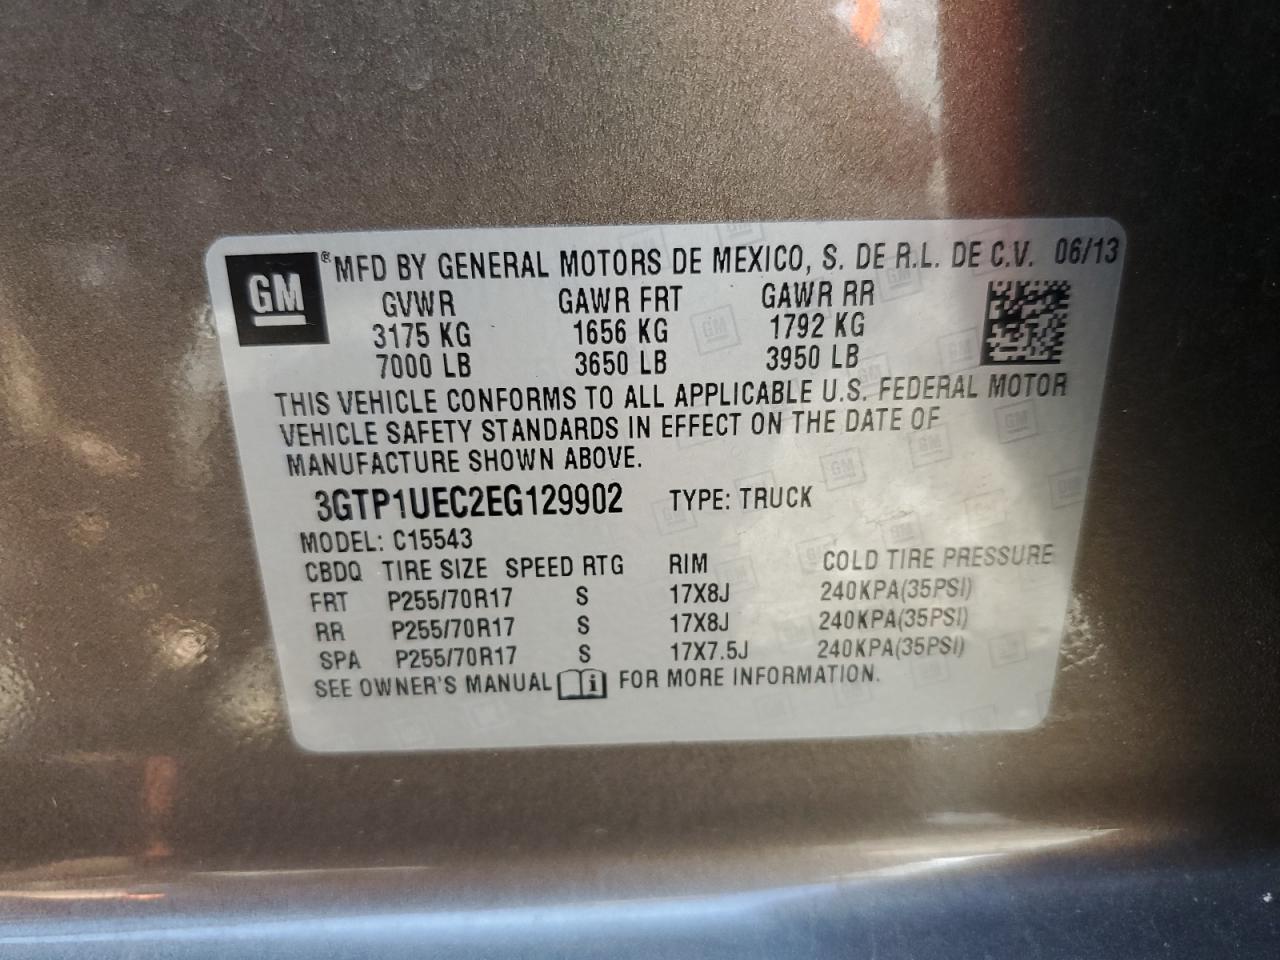 GM ® MFD BY GENERAL MOTORS DE MEXICO, S. DE R.L. DE C.V. 06/13
GVWR GAWR FRT GAWR RR
3175 KG 1656 KG 1792 KG
7000 LB 3650 LB 3950 LB
THIS VEHICLE CONFORMS TO ALL APPLICABLE U.S. FEDERAL MOTOR
VEHICLE SAFETY STANDARDS IN EFFECT ON THE DATE OF
MANUFACTURE SHOWN ABOVE.
3GTP1UEC2EG129902 TYPE: TRUCK
MODEL: C15543
CBDQ TIRE SIZE SPEED RTG RIM COLD TIRE PRESSURE
FRT P255/70R17 S 17X8J 240KPA(35PSI)
RR P255/70R17 S 17X8J 240KPA(35PSI)
SPA P255/70R17 S 17X7.5J 240KPA(35PSI)
SEE OWNER'S MANUAL i FOR MORE INFORMATION.